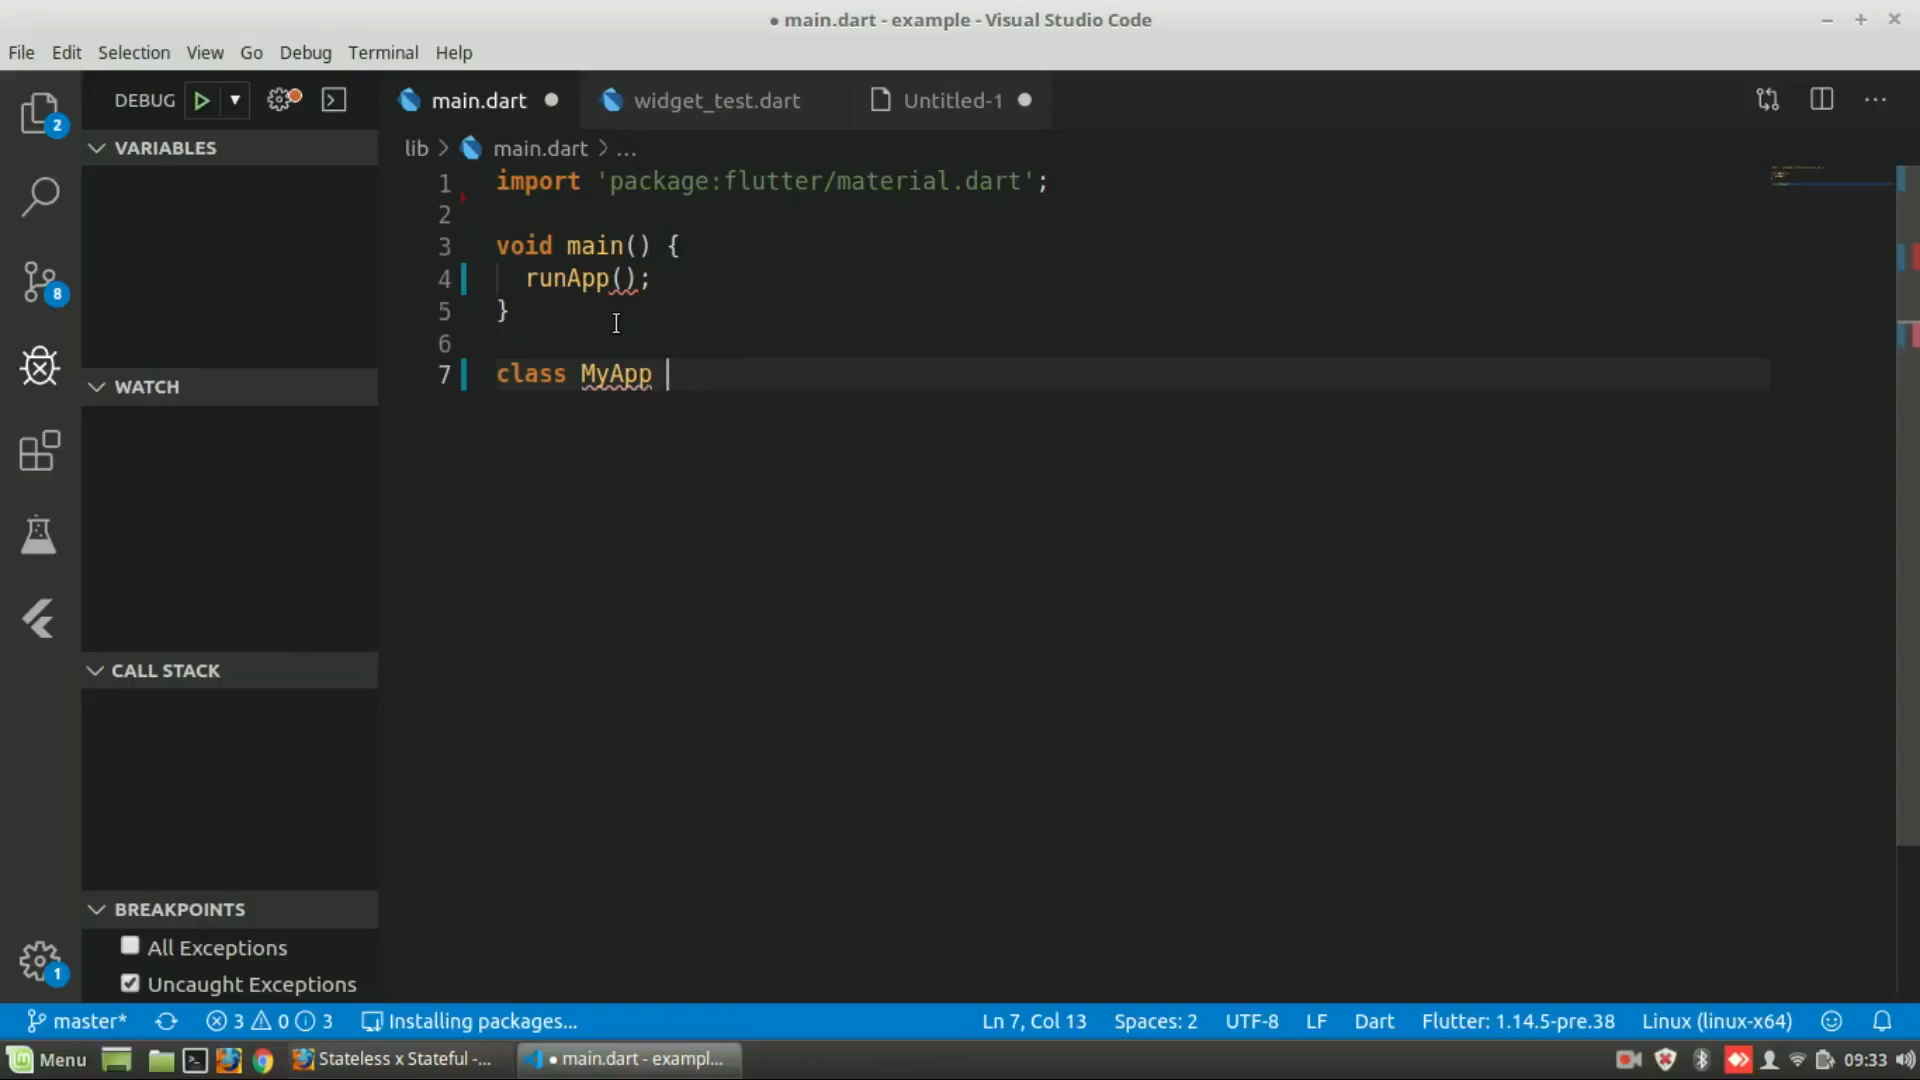 ● main.dart - example - Visual Studio Code
File Edit Selection View Go Debug Terminal Help
DEBUG
main.dart
widget_test.dart
Untitled-1
2
VARIABLES
lib > main.dart > ...
1 import 'package:flutter/material.dart';
2
3 void main() {
4 runApp();
5 }
6
7 class MyApp
8
WATCH
CALL STACK
BREAKPOINTS
All Exceptions
Uncaught Exceptions
1
master* 3 0 3 Installing packages... Ln 7, Col 13 Spaces: 2 UTF-8 LF Dart Flutter: 1.14.5-pre.38 Linux (linux-x64)
Menu Stateless x Stateful -... ● main.dart - exampl... 09:33